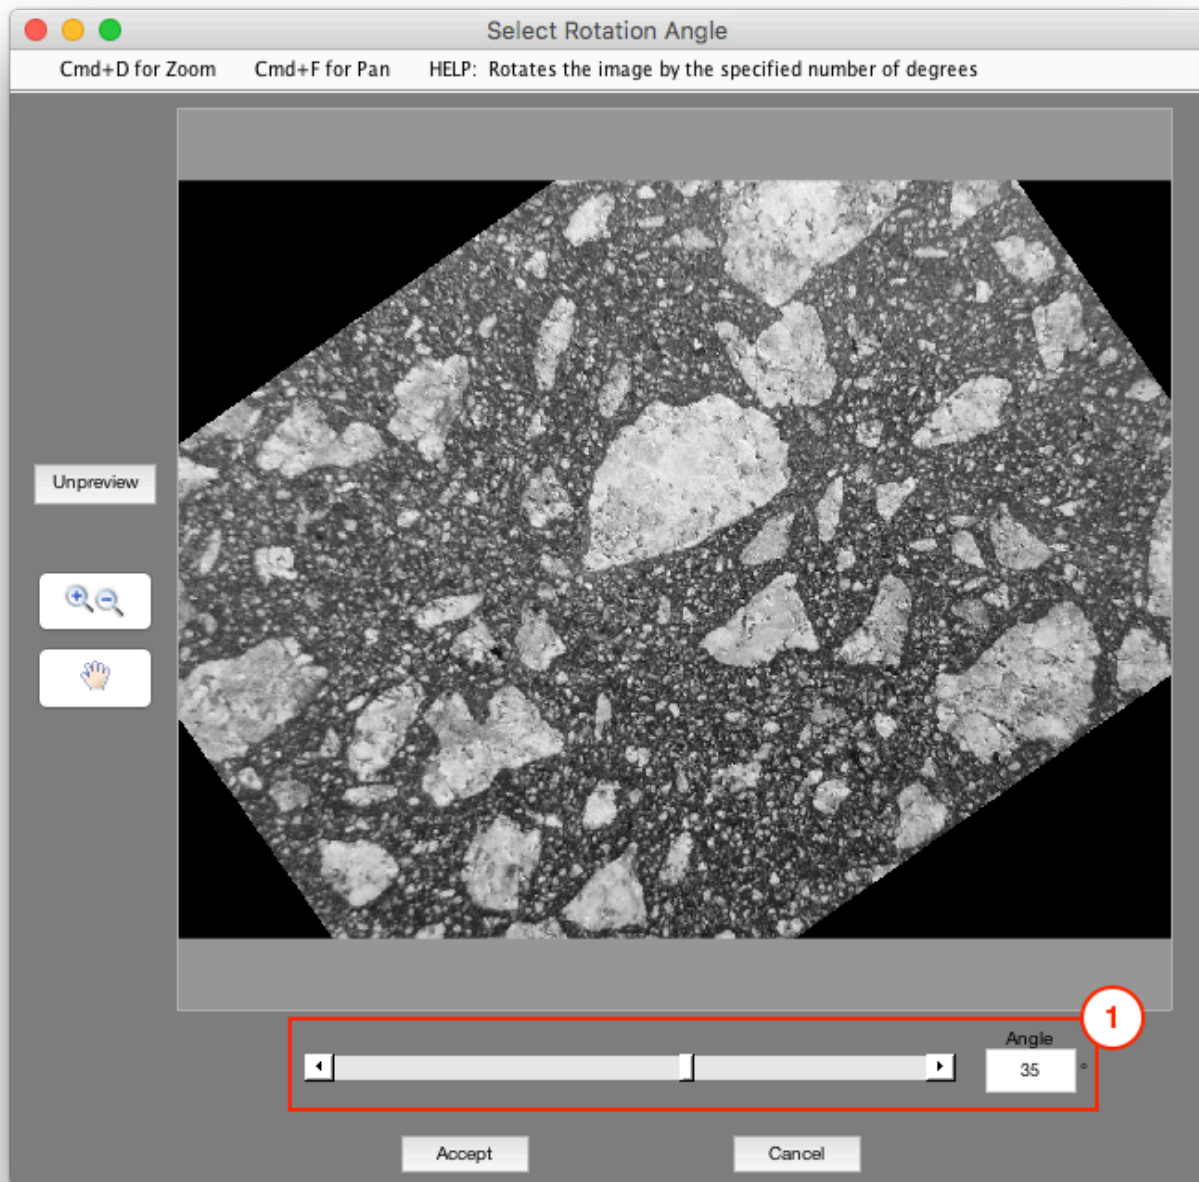 Select Rotation Angle
Cmd+D for Zoom Cmd+F for Pan HELP: Rotates the image by the specified number of degrees
Unpreview
1
Angle
35 °
Accept Cancel